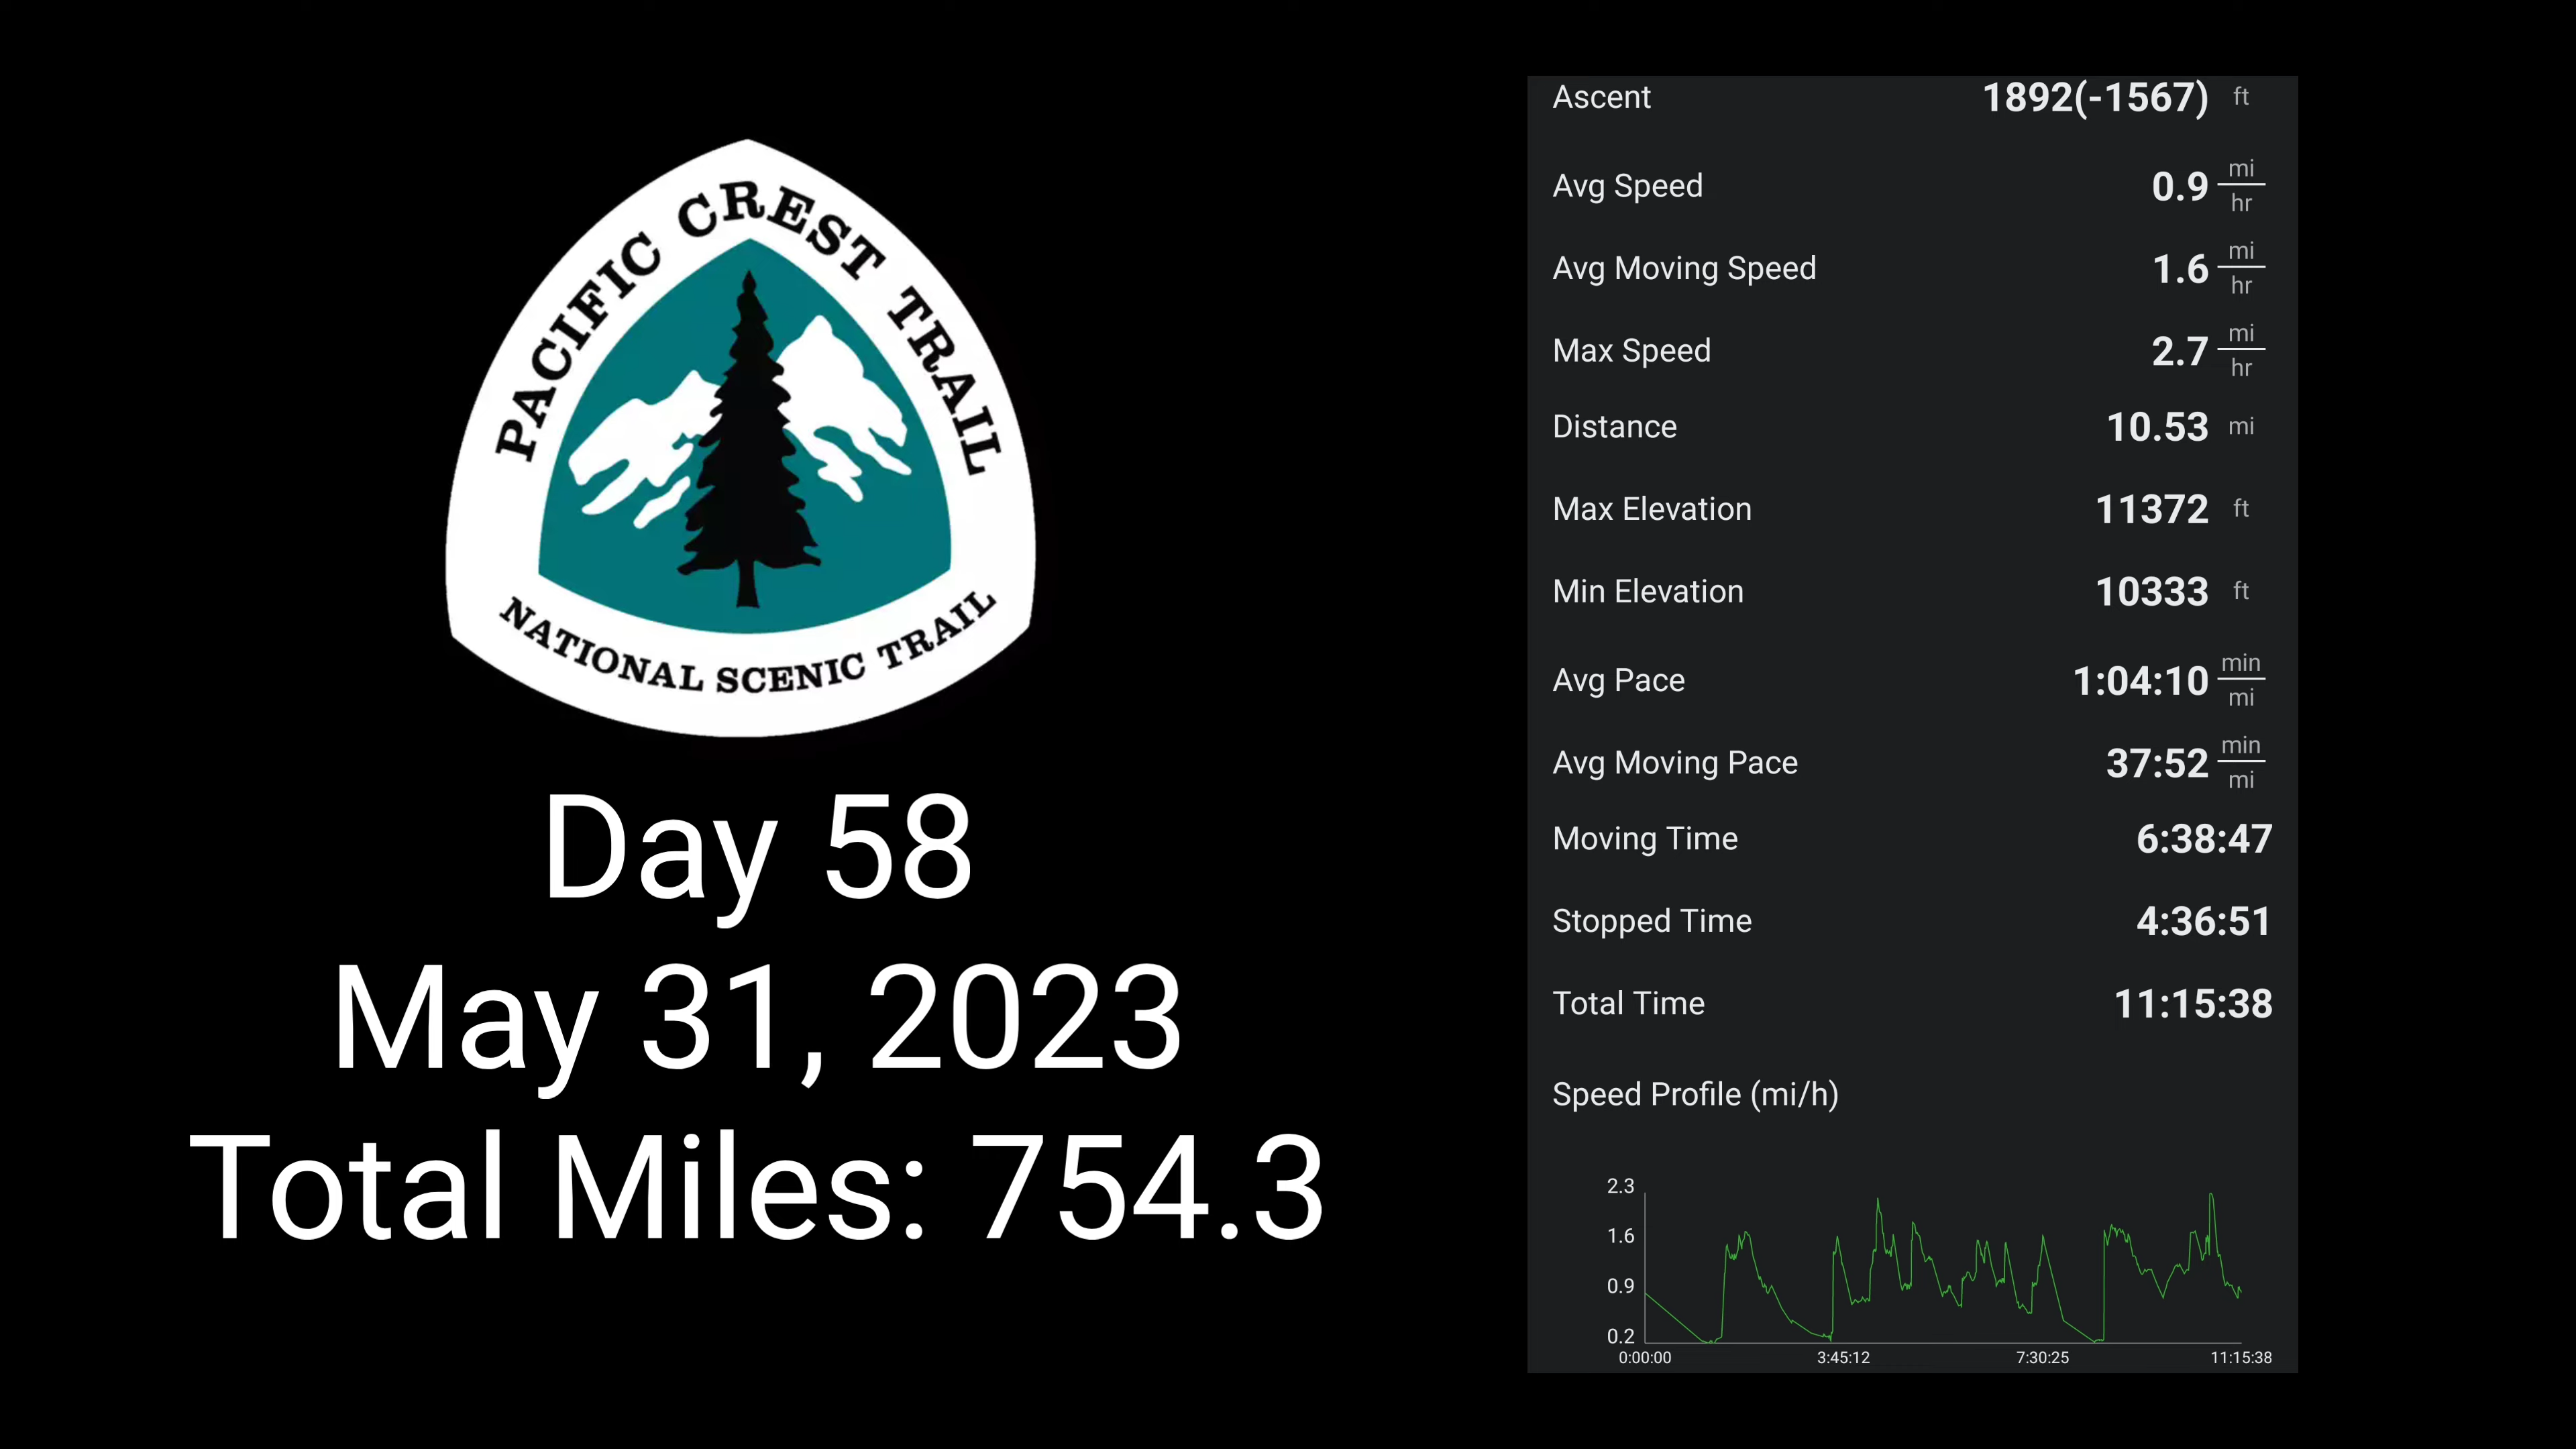 PACIFIC CREST TRAIL
NATIONAL SCENIC TRAIL
Day 58
May 31, 2023
Total Miles: 754.3
Ascent 1892(-1567) ft
Avg Speed 0.9 mi/hr
Avg Moving Speed 1.6 mi/hr
Max Speed 2.7 mi/hr
Distance 10.53 mi
Max Elevation 11372 ft
Min Elevation 10333 ft
Avg Pace 1:04:10 min/mi
Avg Moving Pace 37:52 min/mi
Moving Time 6:38:47
Stopped Time 4:36:51
Total Time 11:15:38
Speed Profile (mi/h)
2.3
1.6
0.9
0.2
0:00:00 3:45:12 7:30:25 11:15:38